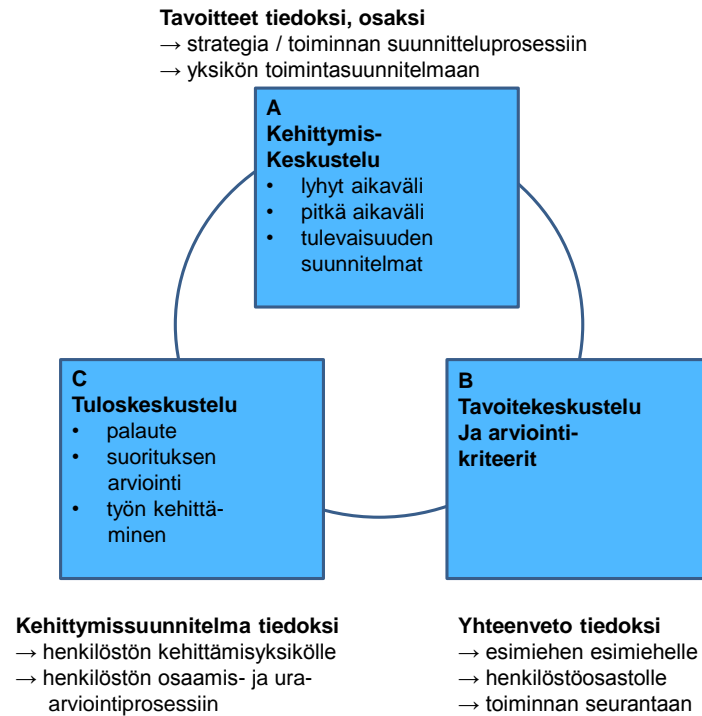 Tavoitteet tiedoksi, osaksi
→ strategia / toiminnan suunnitteluprosessiin
→ yksikön toimintasuunnitelmaan
A
Kehittymis-
Keskustelu
• lyhyt aikaväli
• pitkä aikaväli
• tulevaisuuden
suunnitelmat
C
Tuloskeskustelu
• palaute
• suorituksen
arviointi
• työn kehittä-
minen
B
Tavoitekeskustelu
Ja arviointi-
kriteerit
Kehittymissuunnitelma tiedoksi
→ henkilöstön kehittämisyksikölle
→ henkilöstön osaamis- ja ura-
arviointiprosessiin
Yhteenveto tiedoksi
→ esimiehen esimiehelle
→ henkilöstöosastolle
→ toiminnan seurantaan